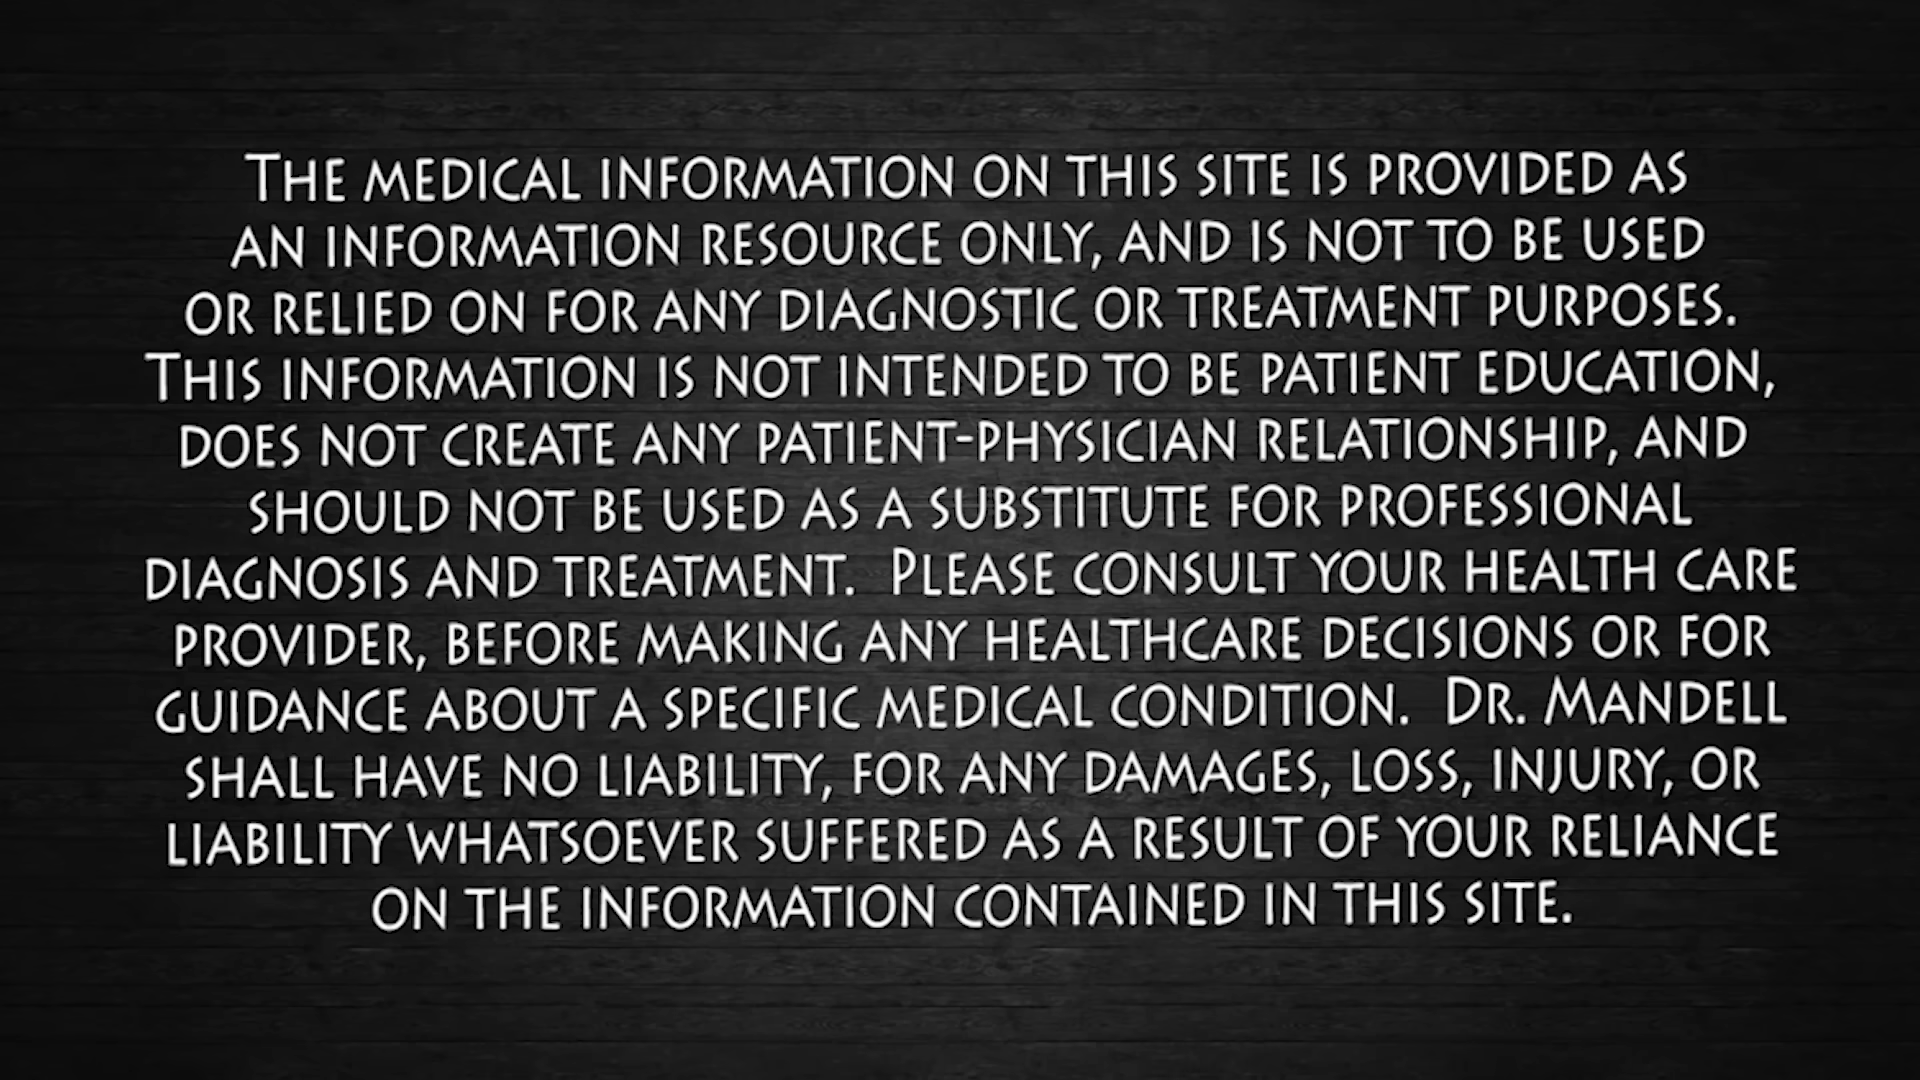 The medical information on this site is provided as
an information resource only, and is not to be used
or relied on for any diagnostic or treatment purposes.
This information is not intended to be patient education,
does not create any patient-physician relationship, and
should not be used as a substitute for professional
diagnosis and treatment.  Please consult your health care
provider, before making any healthcare decisions or for
guidance about a specific medical condition.  Dr. Mandell
shall have no liability, for any damages, loss, injury, or
liability whatsoever suffered as a result of your reliance
on the information contained in this site.